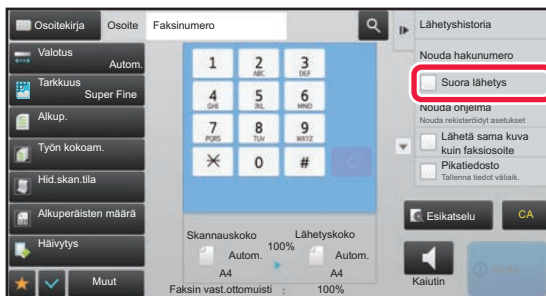 Osoitekirja
Osoite
Faksinumero
Lähetyshistoria
Valotus
Autom.
Tarkkuus
Super Fine
Alkup.
Työn kokoam.
Hid.skan.tila
Alkuperäisten määrä
Häivytys
Muut
1
2
ABC
3
DEF
4
GHI
5
JKL
6
MNO
7
PQRS
8
TUV
9
WXYZ
0
#
C
Skannauskoko
Lähetyskoko
100%
Autom.
Autom.
A4
A4
Faksin vast.ottomuisti : 100%
Nouda hakunumero
Suora lähetys
Nouda ohjelma
Nouda rekisteröidyt asetukset
Lähetä sama kuva
kuin faksiosoite
Pikatiedosto
Tallenna tiedot väliaik.
Esikatselu
CA
Kaiutin